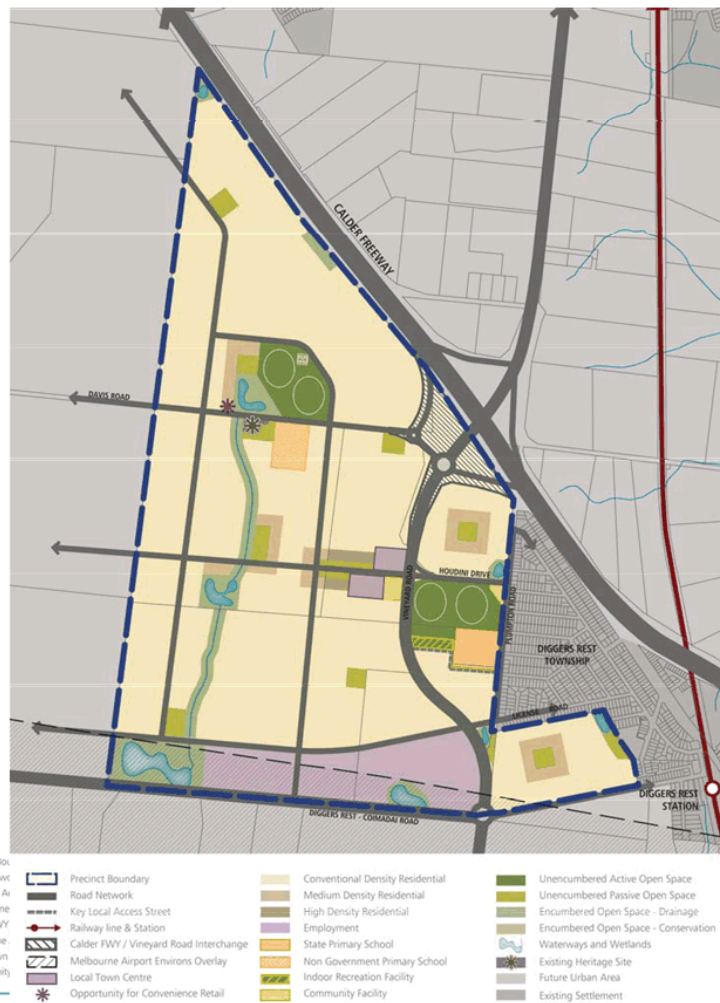 CALDER FREEWAY
DAVIS ROAD
HOUDINI DRIVE
VINEYARD ROAD
PLUMPTON ROAD
DIGGERS REST
TOWNSHIP
LICENSE ROAD
DIGGERS REST
STATION
DIGGERS REST - COIMADAI ROAD
Precinct Boundary
Road Network
Key Local Access Street
Railway line & Station
Calder FWY / Vineyard Road Interchange
Melbourne Airport Environs Overlay
Local Town Centre
Opportunity for Convenience Retail
Conventional Density Residential
Medium Density Residential
High Density Residential
Employment
State Primary School
Non Government Primary School
Indoor Recreation Facility
Community Facility
Unencumbered Active Open Space
Unencumbered Passive Open Space
Encumbered Open Space - Drainage
Encumbered Open Space - Conservation
Waterways and Wetlands
Existing Heritage Site
Future Urban Area
Existing Settlement